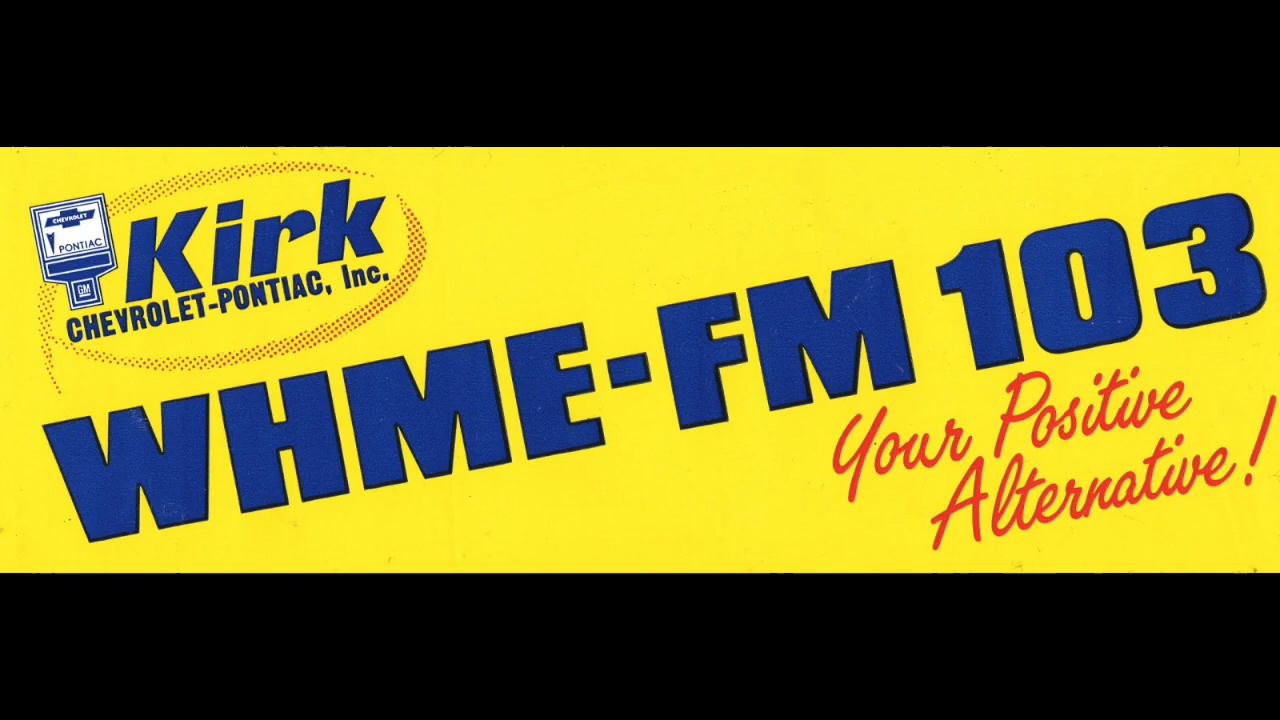 CHEVROLET
PONTIAC
GM
Kirk
CHEVROLET-PONTIAC, Inc.
WHME-FM 103
Your Positive
Alternative!